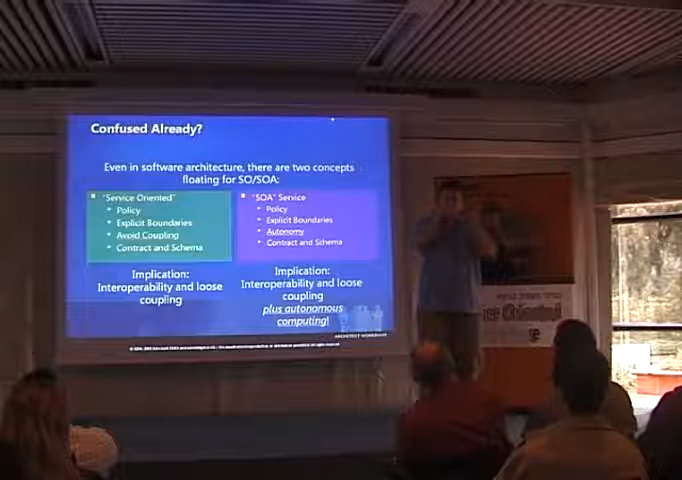 Confused Already?
Even in software architecture, there are two concepts
floating for SO/SOA:
"Service Oriented"
Policy
Explicit Boundaries
Avoid Coupling
Contract and Schema
Implication:
Interoperability and loose
coupling
"SOA" Service
Policy
Explicit Boundaries
Autonomy
Contract and Schema
Implication:
Interoperability and loose
coupling
plus autonomous
computing!
ice Oriented